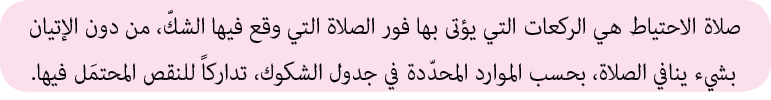 صلاة الاحتياط هي الركعات التي يؤتى بها فور الصلاة التي وقع فيها الشكّ، من دون الإتيان
بشيء ينافي الصلاة، بحسب الموارد المحدّدة في جدول الشكوك، تداركاً للنقص المحتمَل فيها.